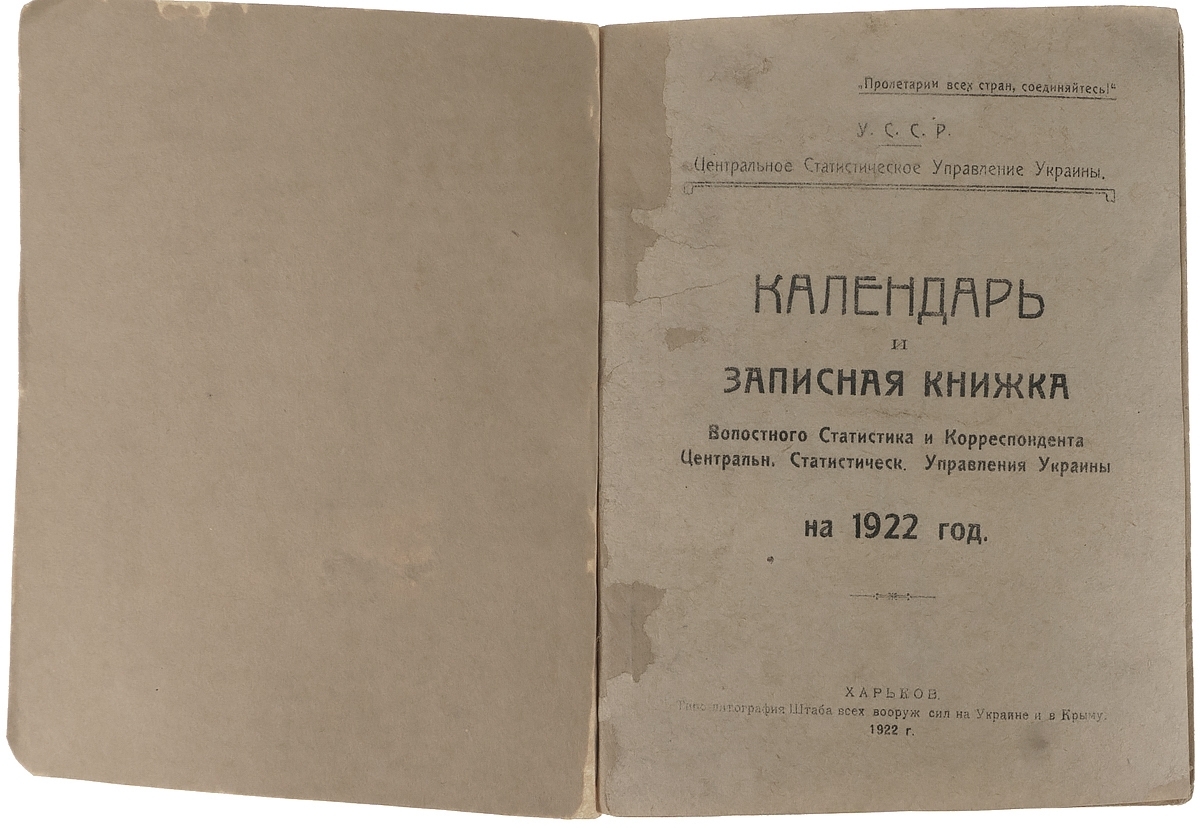 „Пролетарии всех стран, соединяйтесь!“
У. С. С. Р.
Центральное Статистическое Управление Украины.
КАЛЕНДАРЬ
и
ЗАПИСНАЯ КНИЖКА
Волостного Статистика и Корреспондента
Центральн. Статистическ. Управления Украины
на 1922 год.
ХАРЬКОВ.
Типо-литография Штаба всех вооруж сил на Украине и в Крыму.
1922 г.